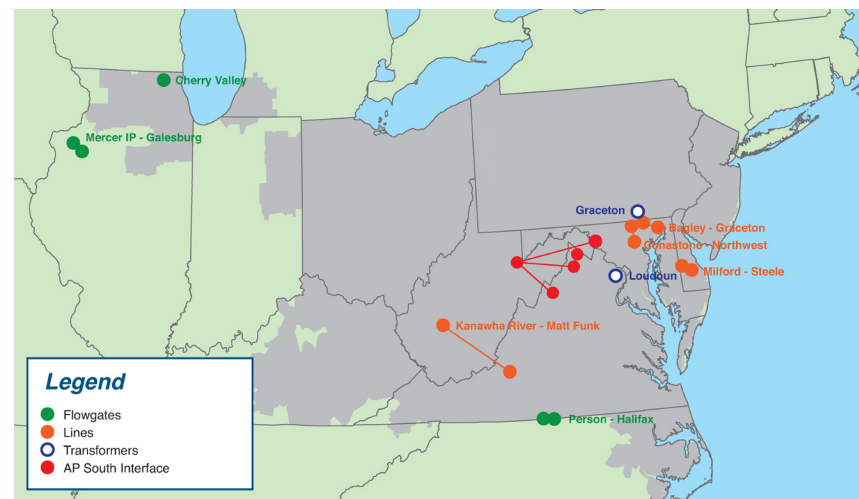 Cherry Valley
Mercer IP - Galesburg
Graceton
Bagley - Graceton
Conastone - Northwest
Loudoun
Milford - Steele
Kanawha River - Matt Funk
Person - Halifax
Legend
Flowgates
Lines
Transformers
AP South Interface